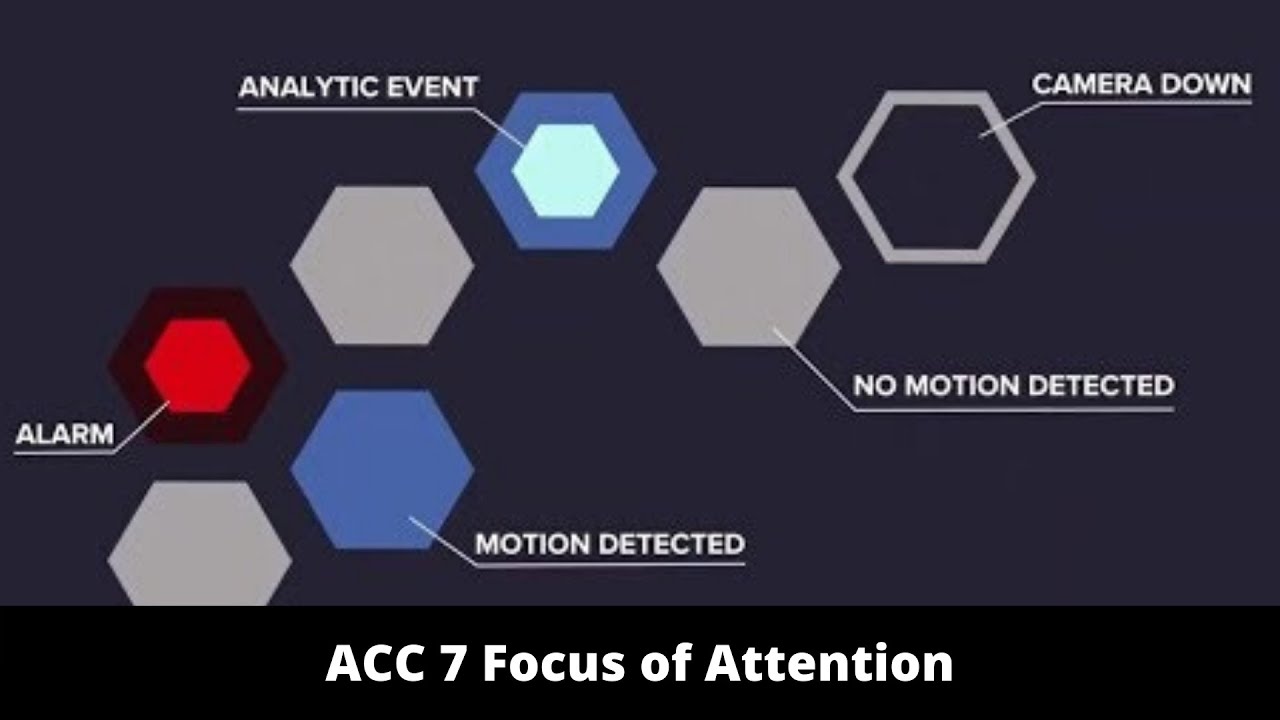 ANALYTIC EVENT
CAMERA DOWN
NO MOTION DETECTED
ALARM
MOTION DETECTED
ACC 7 Focus of Attention